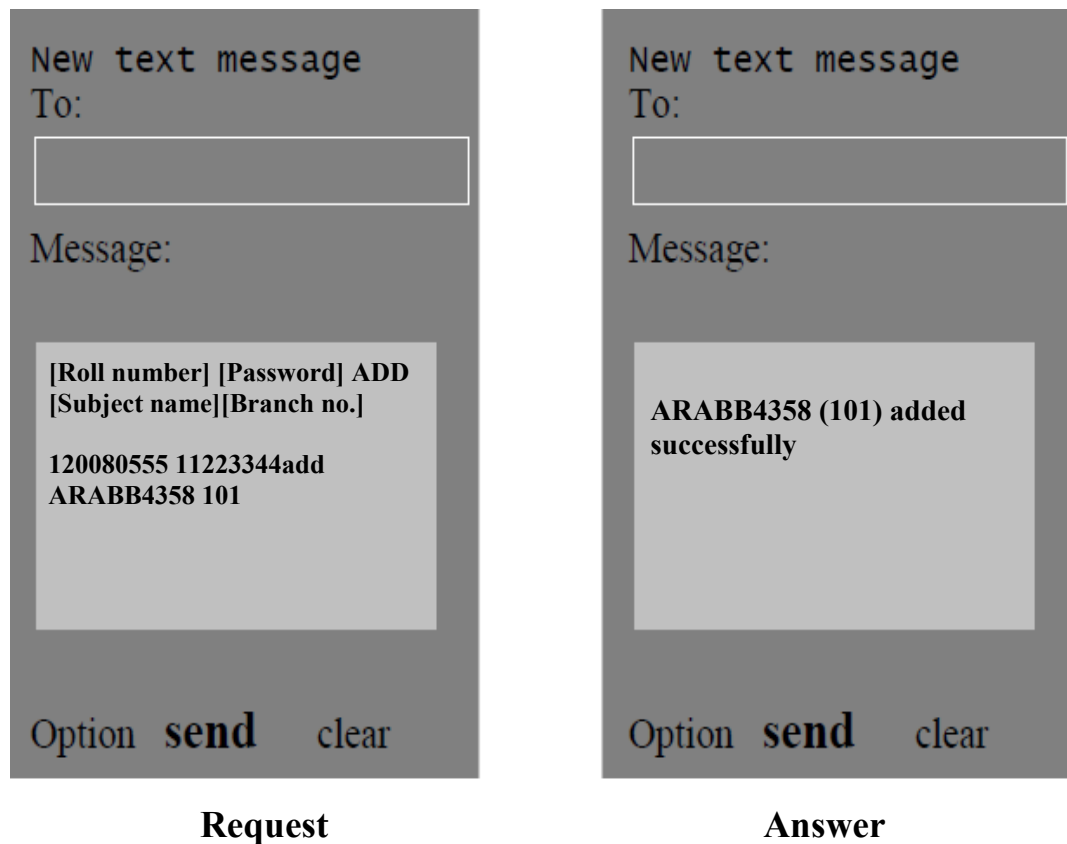 New text message
To:
Message:
[Roll number] [Password] ADD
[Subject name][Branch no.]
120080555 11223344add
ARABB4358 101
Option send clear
Request
New text message
To:
Message:
ARABB4358 (101) added
successfully
Option send clear
Answer